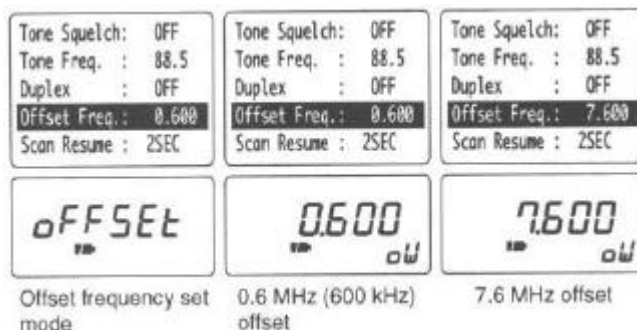 Tone Squelch: OFF
Tone Freq. : 88.5
Duplex : OFF
Offset Freq.: 0.600
Scan Resume : 2SEC
Tone Squelch: OFF
Tone Freq. : 88.5
Duplex : OFF
Offset Freq.: 0.600
Scan Resume : 2SEC
Tone Squelch: OFF
Tone Freq. : 88.5
Duplex : OFF
Offset Freq.: 7.600
Scan Resume : 2SEC
oFFSEt
0.600
oW
7.600
oW
Offset frequency set
mode
0.6 MHz (600 kHz)
offset
7.6 MHz offset